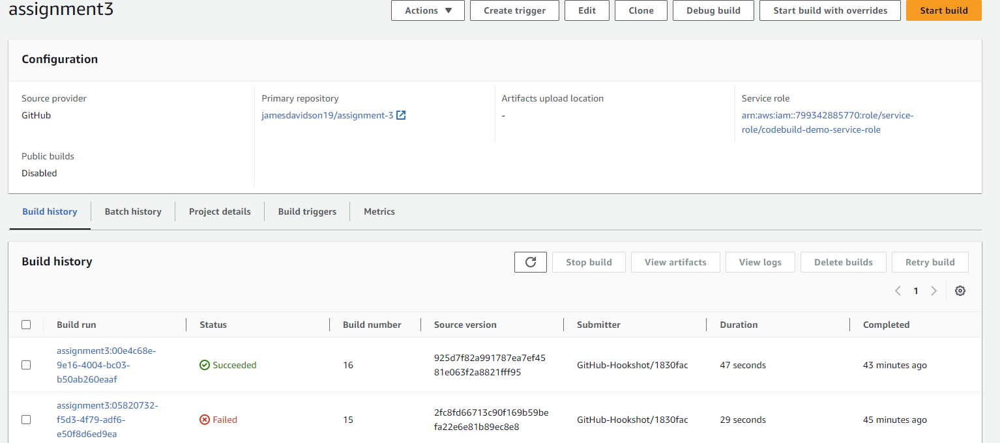 assignment3
Actions
Create trigger
Edit
Clone
Debug build
Start build with overrides
Start build
Configuration
Source provider
GitHub
Primary repository
jamesdavidson19/assignment-3
Artifacts upload location
-
Service role
arn:aws:iam::799342885770:role/service-
role/codebuild-demo-service-role
Public builds
Disabled
Build history
Batch history
Project details
Build triggers
Metrics
Build history
Stop build
View artifacts
View logs
Delete builds
Retry build
1
Build run
Status
Build number
Source version
Submitter
Duration
Completed
assignment3:00e4c68e-
9e16-4004-bc03-
b50ab260eaaf
Succeeded
16
925d7f82a991787ea7ef45
81e063f2a8821fff95
GitHub-Hookshot/1830fac
47 seconds
43 minutes ago
assignment3:05820732-
f5d3-4f79-adf6-
e50f8d6ed9ea
Failed
15
2fc8fd66713c90f169b59be
fa22e6e81b89ec8e8
GitHub-Hookshot/1830fac
29 seconds
45 minutes ago